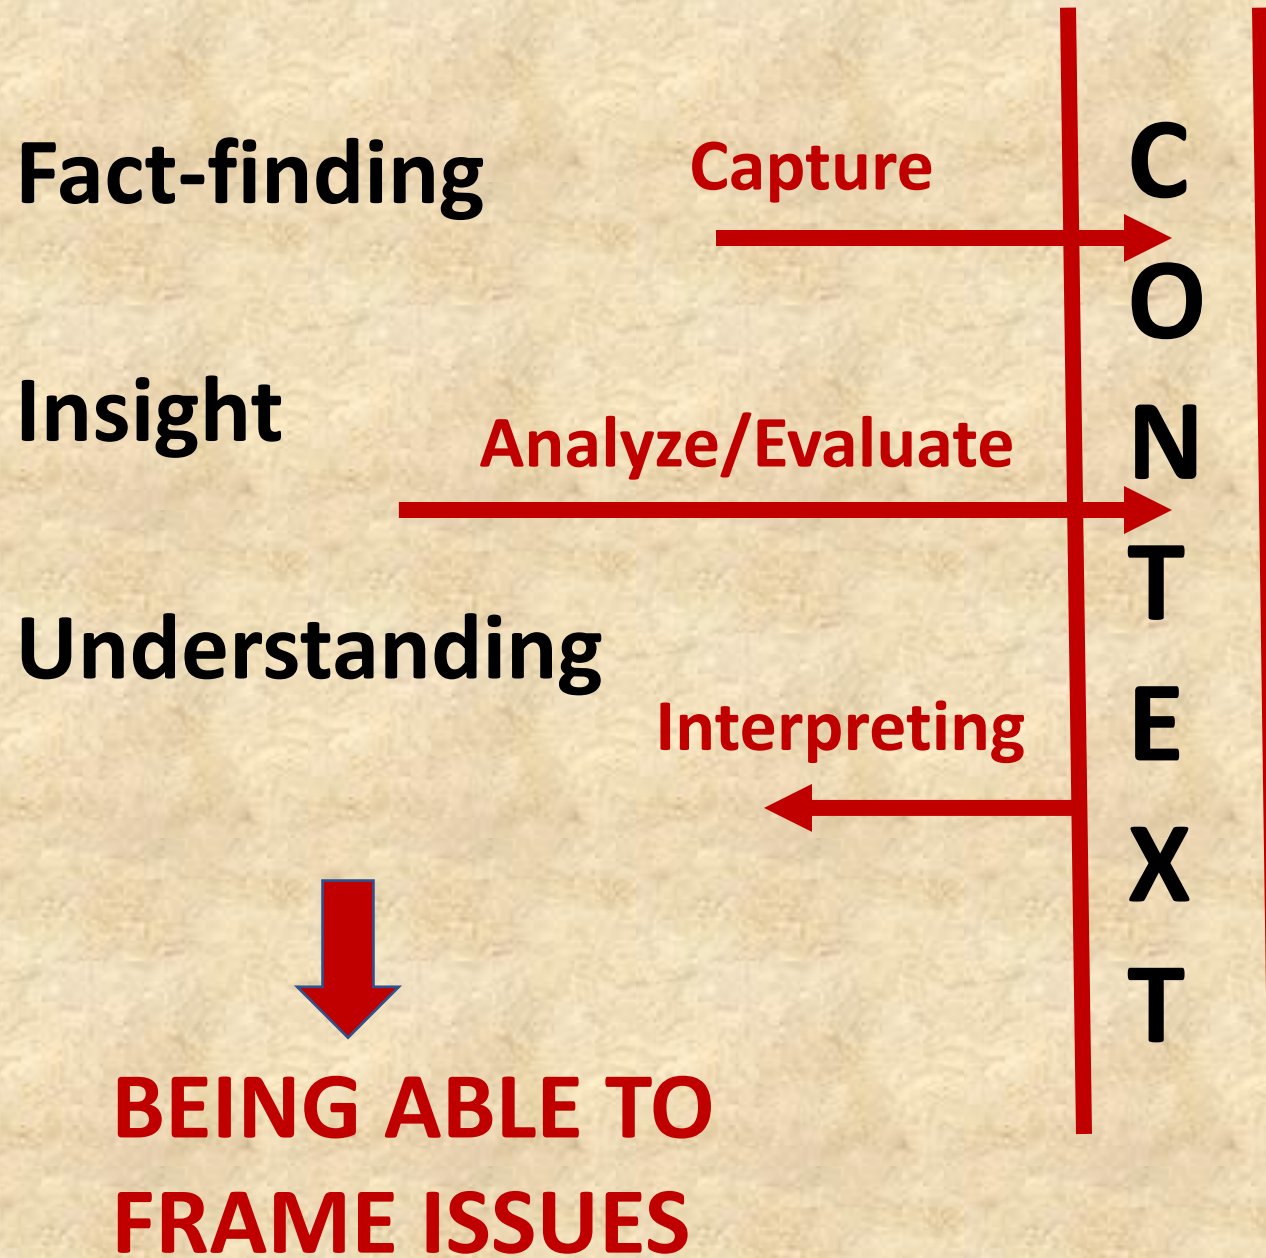 Fact-finding
Capture
Insight
Analyze/Evaluate
Understanding
Interpreting
BEING ABLE TO
FRAME ISSUES
C
O
N
T
E
X
T